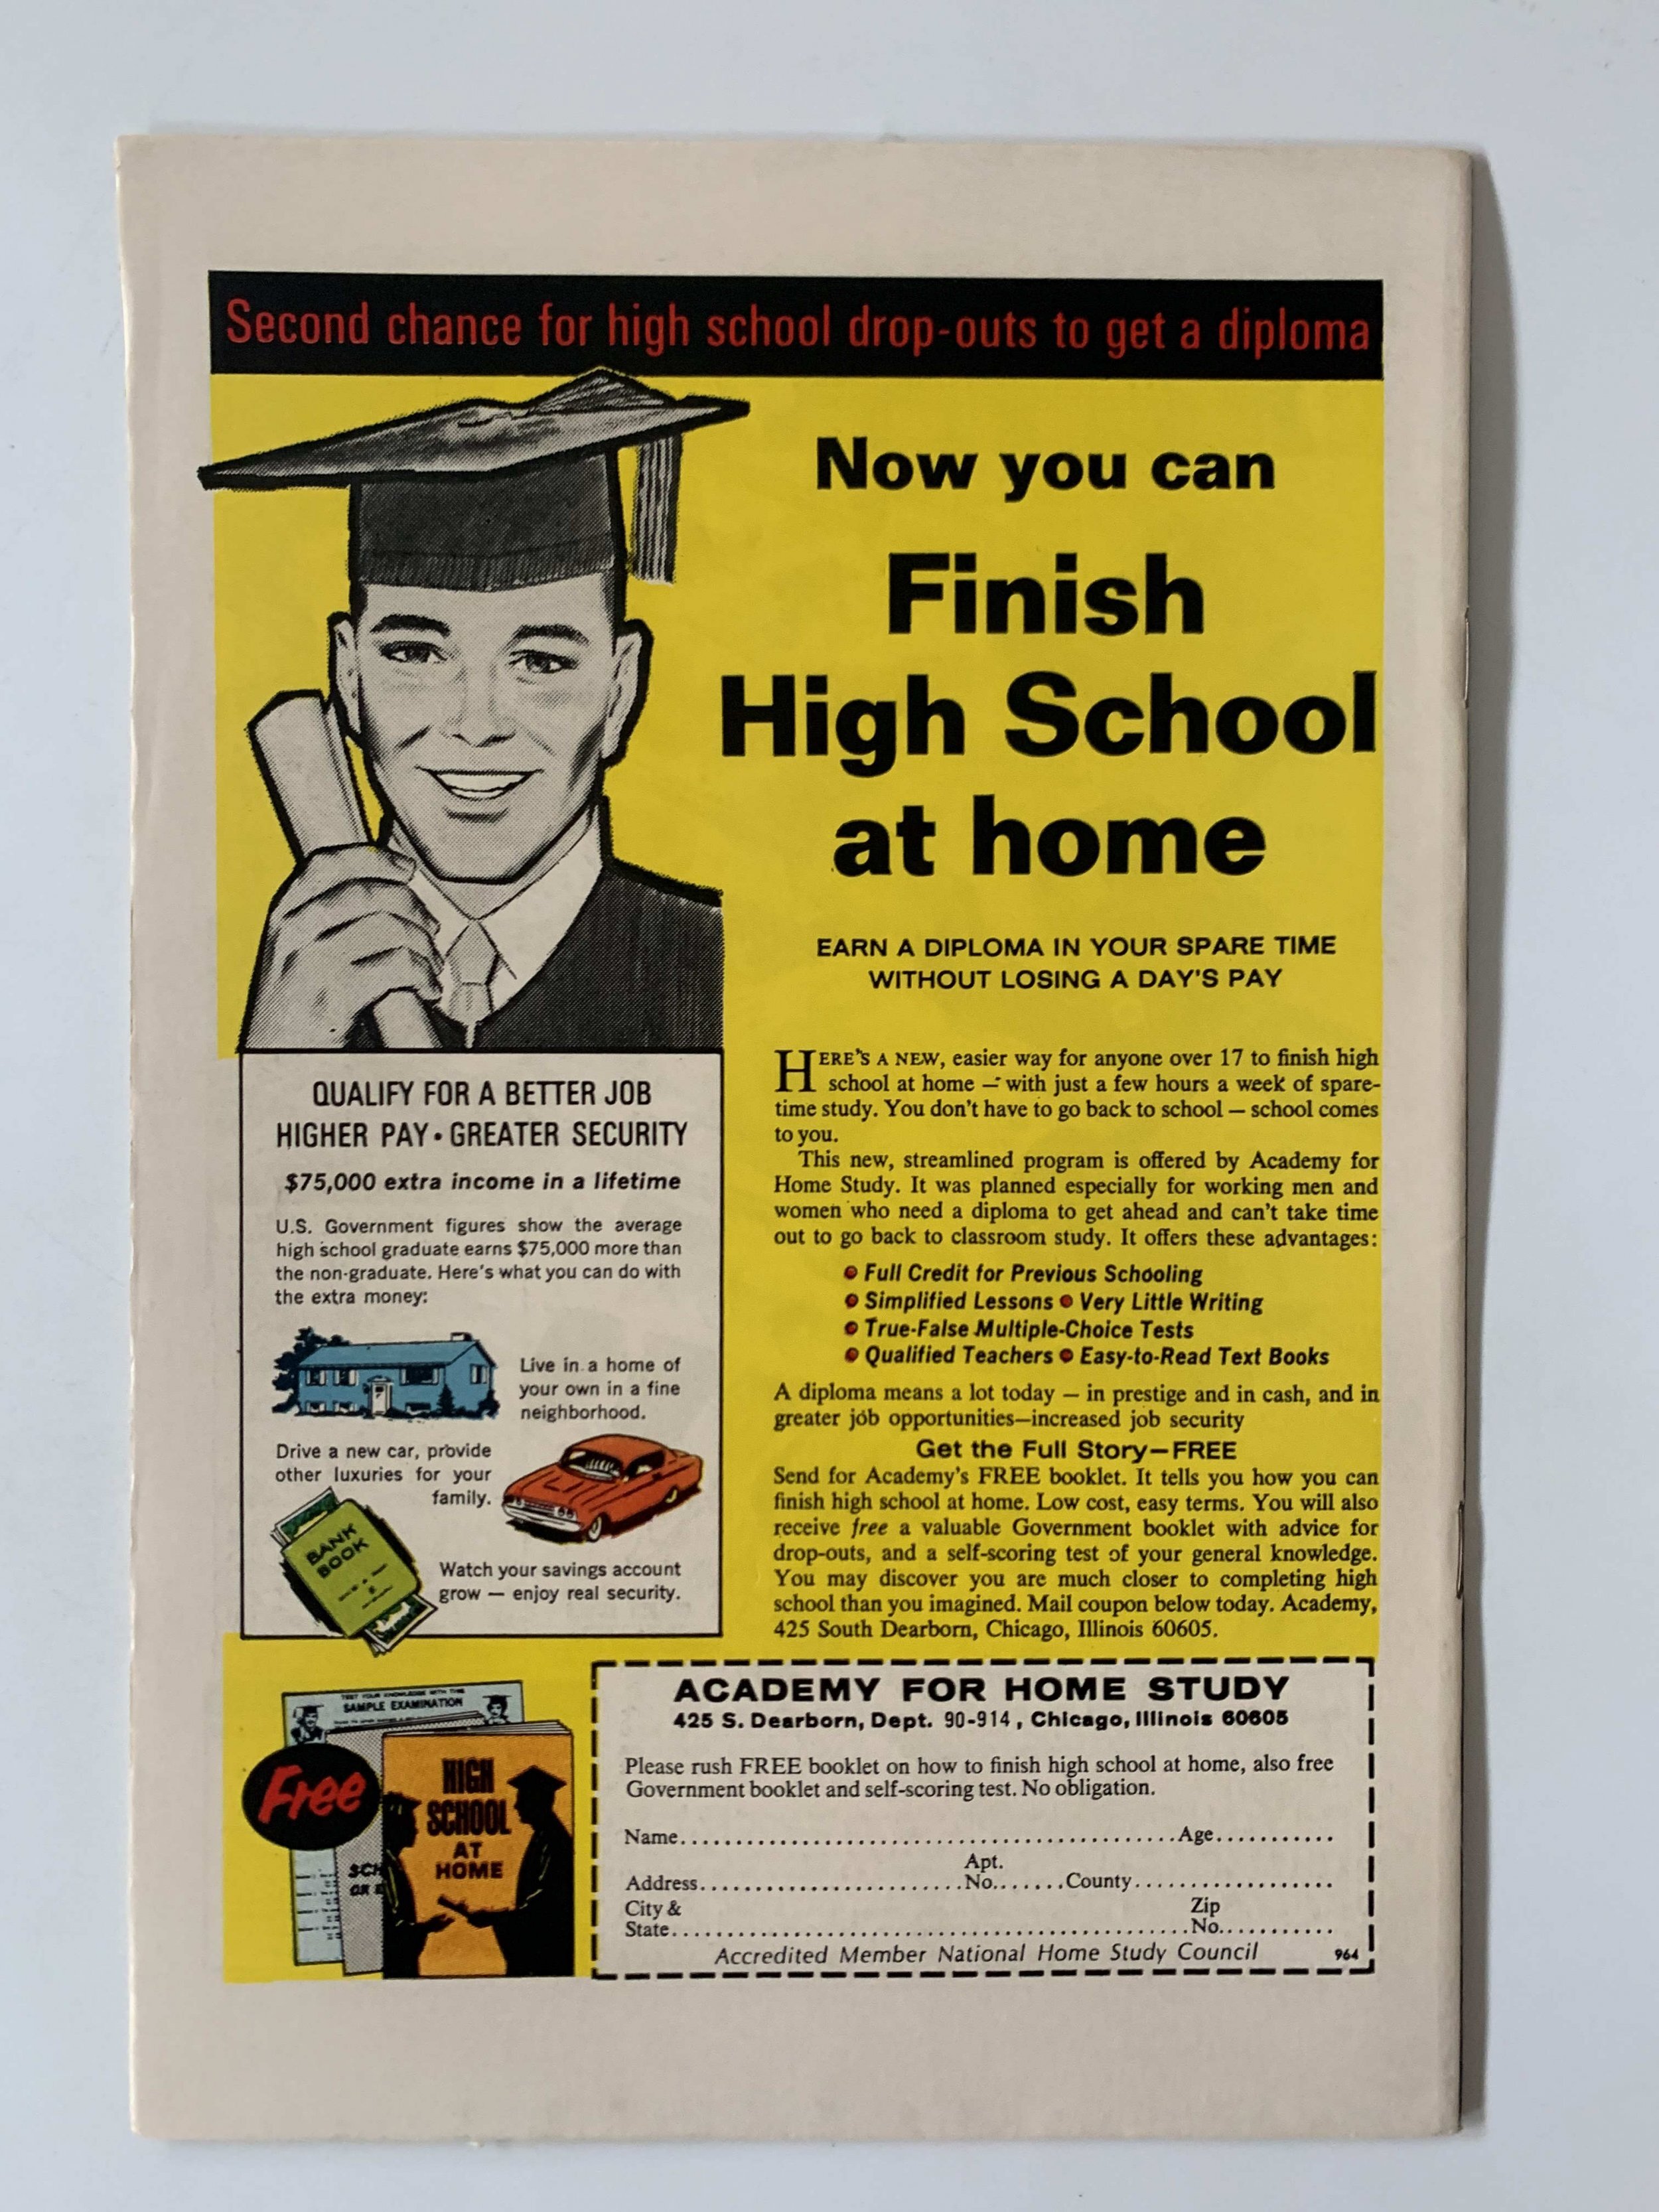 Second chance for high school drop-outs to get a diploma
Now you can
Finish
High School
at home
EARN A DIPLOMA IN YOUR SPARE TIME
WITHOUT LOSING A DAY'S PAY
HERE'S A NEW, easier way for anyone over 17 to finish high
school at home — with just a few hours a week of spare-
time study. You don't have to go back to school — school comes
to you.
This new, streamlined program is offered by Academy for
Home Study. It was planned especially for working men and
women who need a diploma to get ahead and can't take time
out to go back to classroom study. It offers these advantages:
• Full Credit for Previous Schooling
• Simplified Lessons • Very Little Writing
• True-False Multiple-Choice Tests
• Qualified Teachers • Easy-to-Read Text Books
A diploma means a lot today — in prestige and in cash, and in
greater job opportunities—increased job security
Get the Full Story—FREE
Send for Academy's FREE booklet. It tells you how you can
finish high school at home. Low cost, easy terms. You will also
receive free a valuable Government booklet with advice for
drop-outs, and a self-scoring test of your general knowledge.
You may discover you are much closer to completing high
school than you imagined. Mail coupon below today. Academy,
425 South Dearborn, Chicago, Illinois 60605.
QUALIFY FOR A BETTER JOB
HIGHER PAY • GREATER SECURITY
$75,000 extra income in a lifetime
U.S. Government figures show the average
high school graduate earns $75,000 more than
the non-graduate. Here's what you can do with
the extra money:
Live in a home of
your own in a fine
neighborhood.
Drive a new car, provide
other luxuries for your
family.
BANK
BOOK
Watch your savings account
grow — enjoy real security.
TEST YOUR KNOWLEDGE WITH THIS
SAMPLE EXAMINATION
Free
HIGH
SCHOOL
AT
HOME
SCH
OR
ACADEMY FOR HOME STUDY
425 S. Dearborn, Dept. 90-914, Chicago, Illinois 60605
Please rush FREE booklet on how to finish high school at home, also free
Government booklet and self-scoring test. No obligation.
Name.............................................Age...........
Address........................Apt. No.......County..................
City & State...............................................Zip No...........
Accredited Member National Home Study Council 964